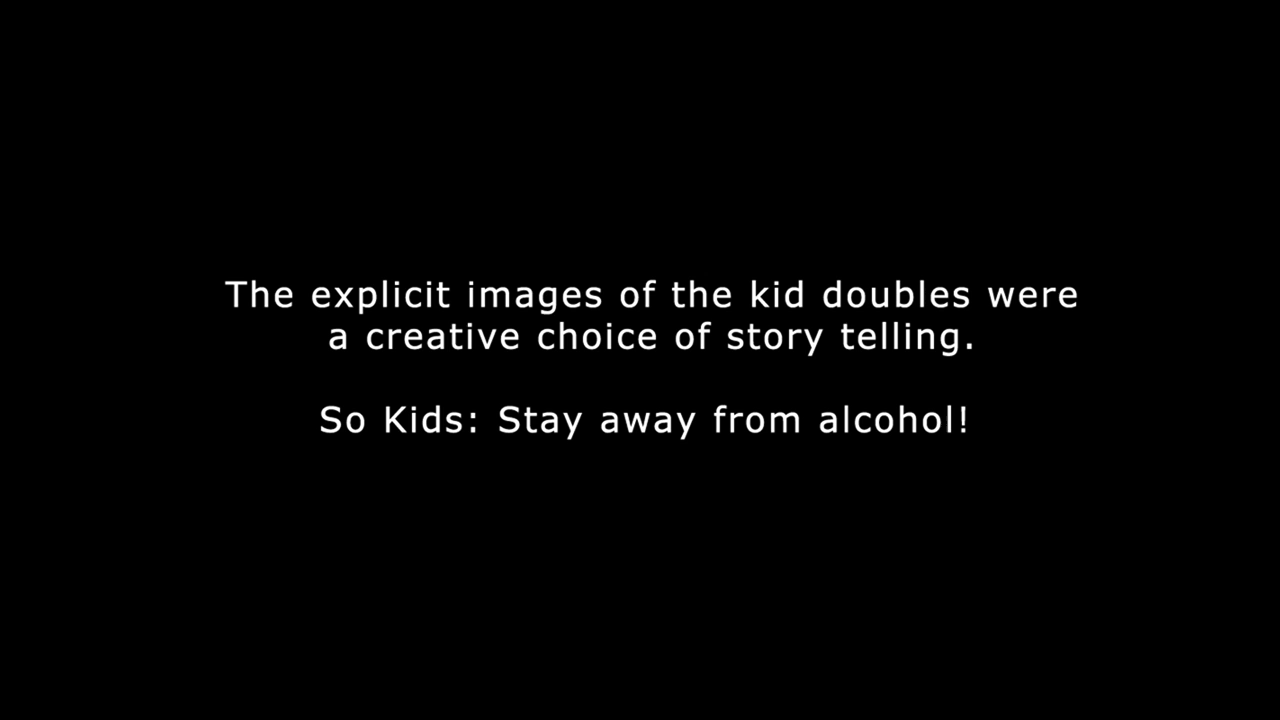 The explicit images of the kid doubles were
a creative choice of story telling.
So Kids: Stay away from alcohol!